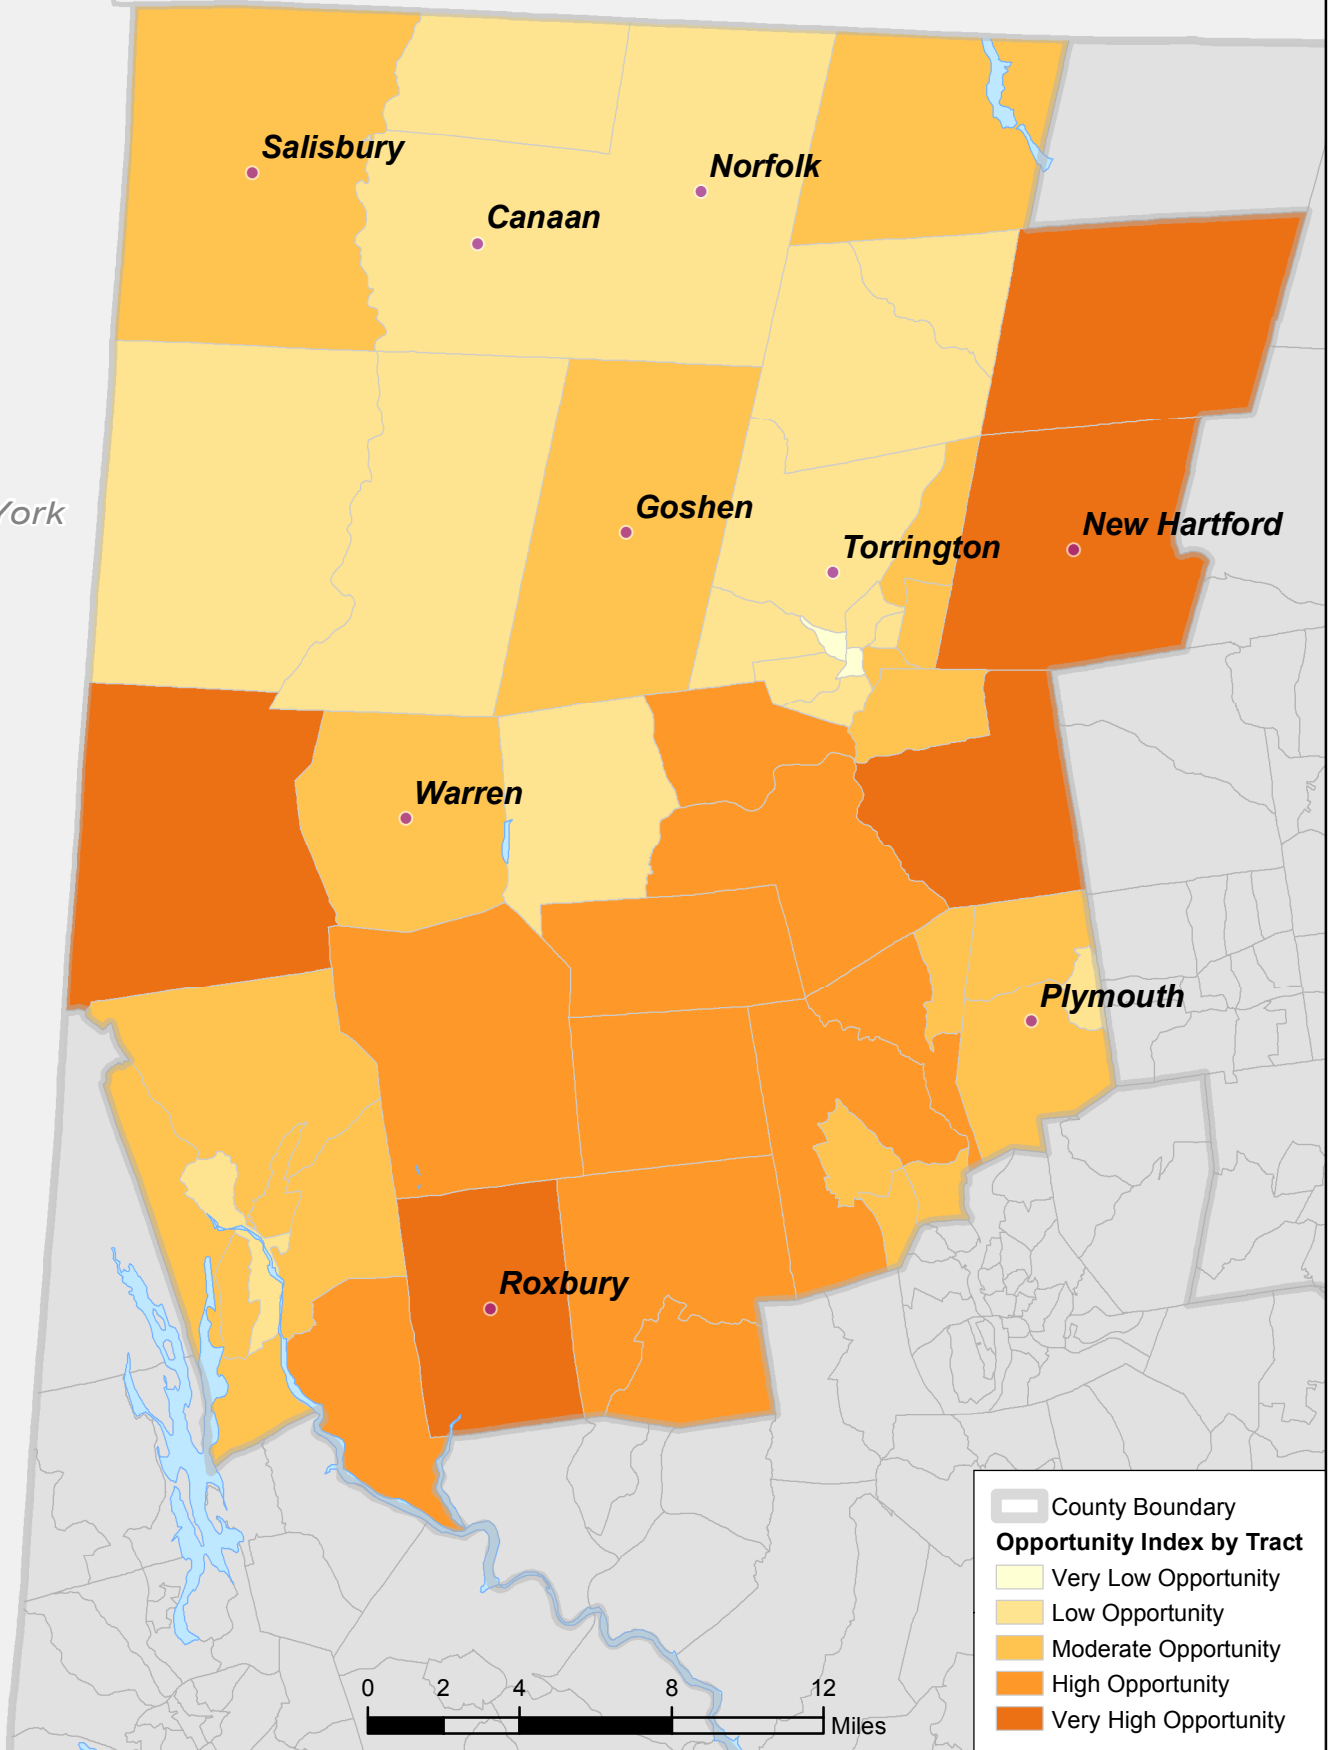 Salisbury
Norfolk
Canaan
York
Goshen
New Hartford
Torrington
Warren
Plymouth
Roxbury
County Boundary
Opportunity Index by Tract
Very Low Opportunity
Low Opportunity
Moderate Opportunity
High Opportunity
Very High Opportunity
0 2 4 8 12
Miles